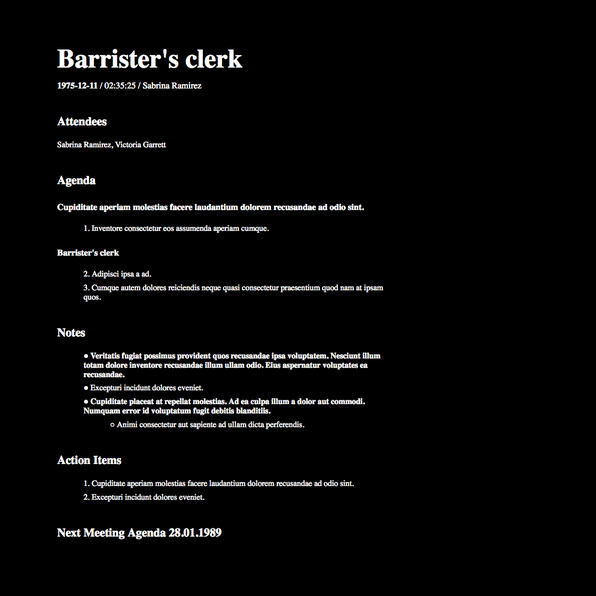 Barrister's clerk
1975-12-11 / 02:35:25 / Sabrina Ramirez
Attendees
Sabrina Ramirez, Victoria Garrett
Agenda
Cupiditate aperiam molestias facere laudantium dolorem recusandae ad odio sint.
1. Inventore consectetur eos assumenda aperiam cumque.
Barrister's clerk
2. Adipisci ipsa a ad.
3. Cumque autem dolores reiciendis neque quasi consectetur praesentium quod nam at ipsam
quos.
Notes
● Veritatis fugiat possimus provident quos recusandae ipsa voluptatem. Nesciunt illum
totam dolore inventore recusandae illum ullam odio. Eius aspernatur voluptates ea
recusandae.
● Excepturi incidunt dolores eveniet.
● Cupiditate placeat at repellat molestias. Ad ea culpa illum a dolor aut commodi.
Numquam error id voluptatum fugit debitis blanditiis.
○ Animi consectetur aut sapiente ad ullam dicta perferendis.
Action Items
1. Cupiditate aperiam molestias facere laudantium dolorem recusandae ad odio sint.
2. Excepturi incidunt dolores eveniet.
Next Meeting Agenda 28.01.1989